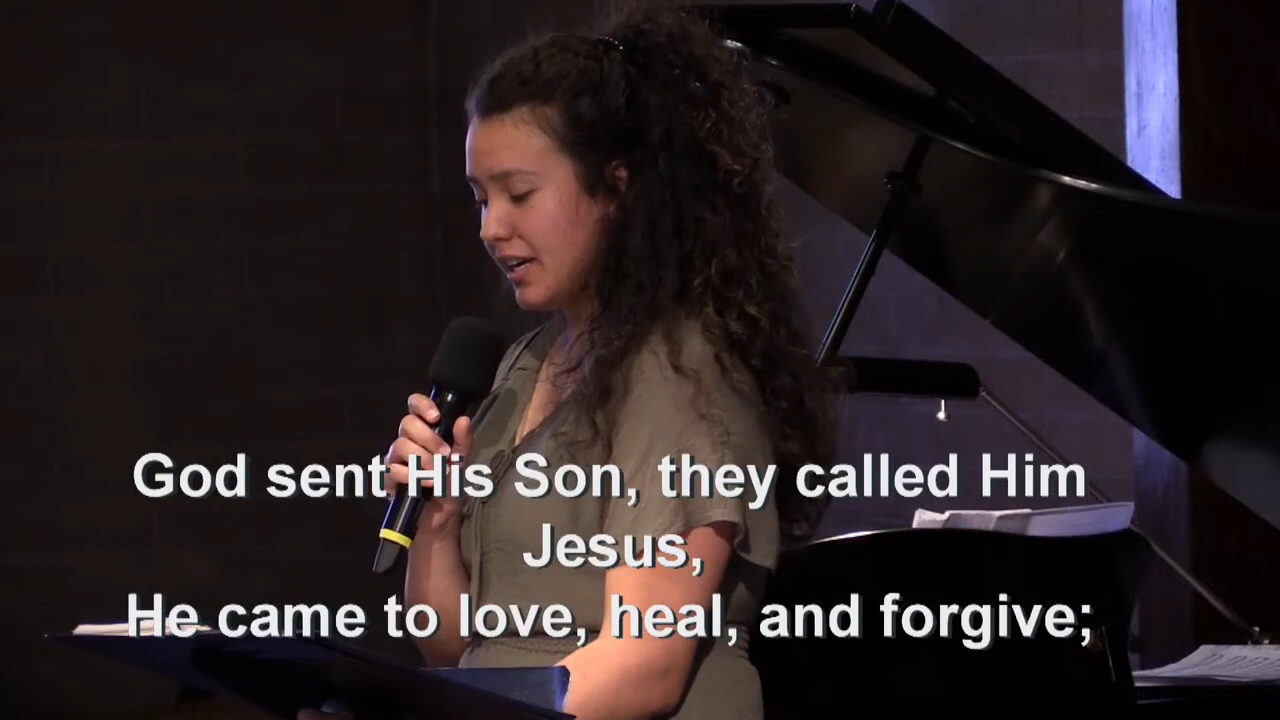 God sent His Son, they called Him
Jesus,
He came to love, heal, and forgive;